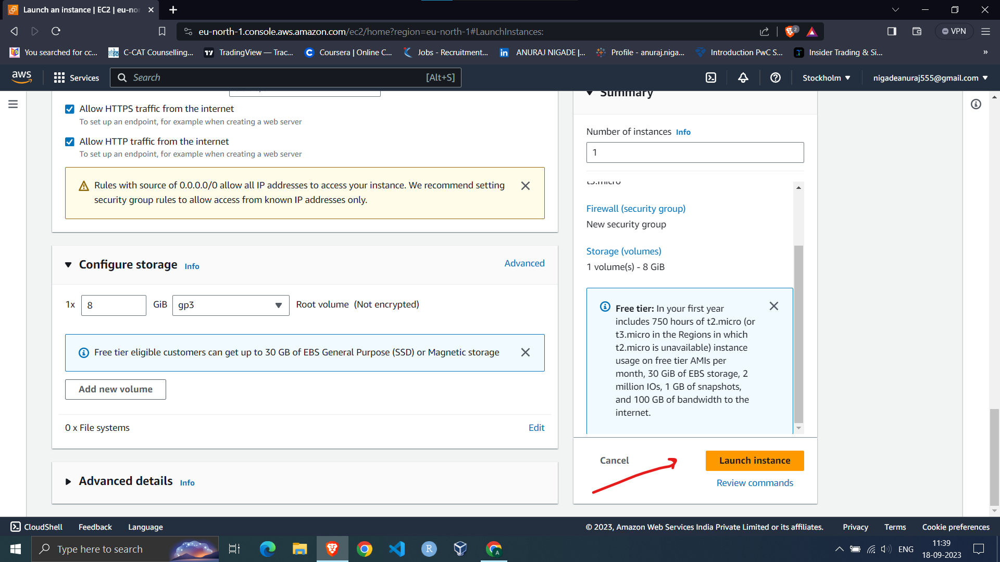 Launch an instance | EC2 | eu-no
eu-north-1.console.aws.amazon.com/ec2/home?region=eu-north-1#LaunchInstances:
2
VPN
You searched for cc...
C-CAT Counselling...
TradingView — Trac...
Coursera | Online C...
Jobs - Recruitment...
ANURAJ NIGADE |...
Profile - anuraj.niga...
Introduction PwC S...
Insider Trading & Si...
»
aws
Services
Search
[Alt+S]
Stockholm
nigadeanuraj555@gmail.com
Allow HTTPS traffic from the internet
To set up an endpoint, for example when creating a web server
Allow HTTP traffic from the internet
To set up an endpoint, for example when creating a web server
Rules with source of 0.0.0.0/0 allow all IP addresses to access your instance. We recommend setting
security group rules to allow access from known IP addresses only.
Configure storage
Info
Advanced
1x
8
GiB
gp3
Root volume (Not encrypted)
Free tier eligible customers can get up to 30 GB of EBS General Purpose (SSD) or Magnetic storage
Add new volume
0 x File systems
Edit
Advanced details
Info
Summary
Number of instances
Info
1
t3.micro
Firewall (security group)
New security group
Storage (volumes)
1 volume(s) - 8 GiB
Free tier: In your first year
includes 750 hours of t2.micro (or
t3.micro in the Regions in which
t2.micro is unavailable) instance
usage on free tier AMIs per
month, 30 GiB of EBS storage, 2
million IOs, 1 GB of snapshots,
and 100 GB of bandwidth to the
internet.
Cancel
Launch instance
Review commands
CloudShell
Feedback
Language
© 2023, Amazon Web Services India Private Limited or its affiliates.
Privacy
Terms
Cookie preferences
Type here to search
R
A
ENG
11:39
18-09-2023